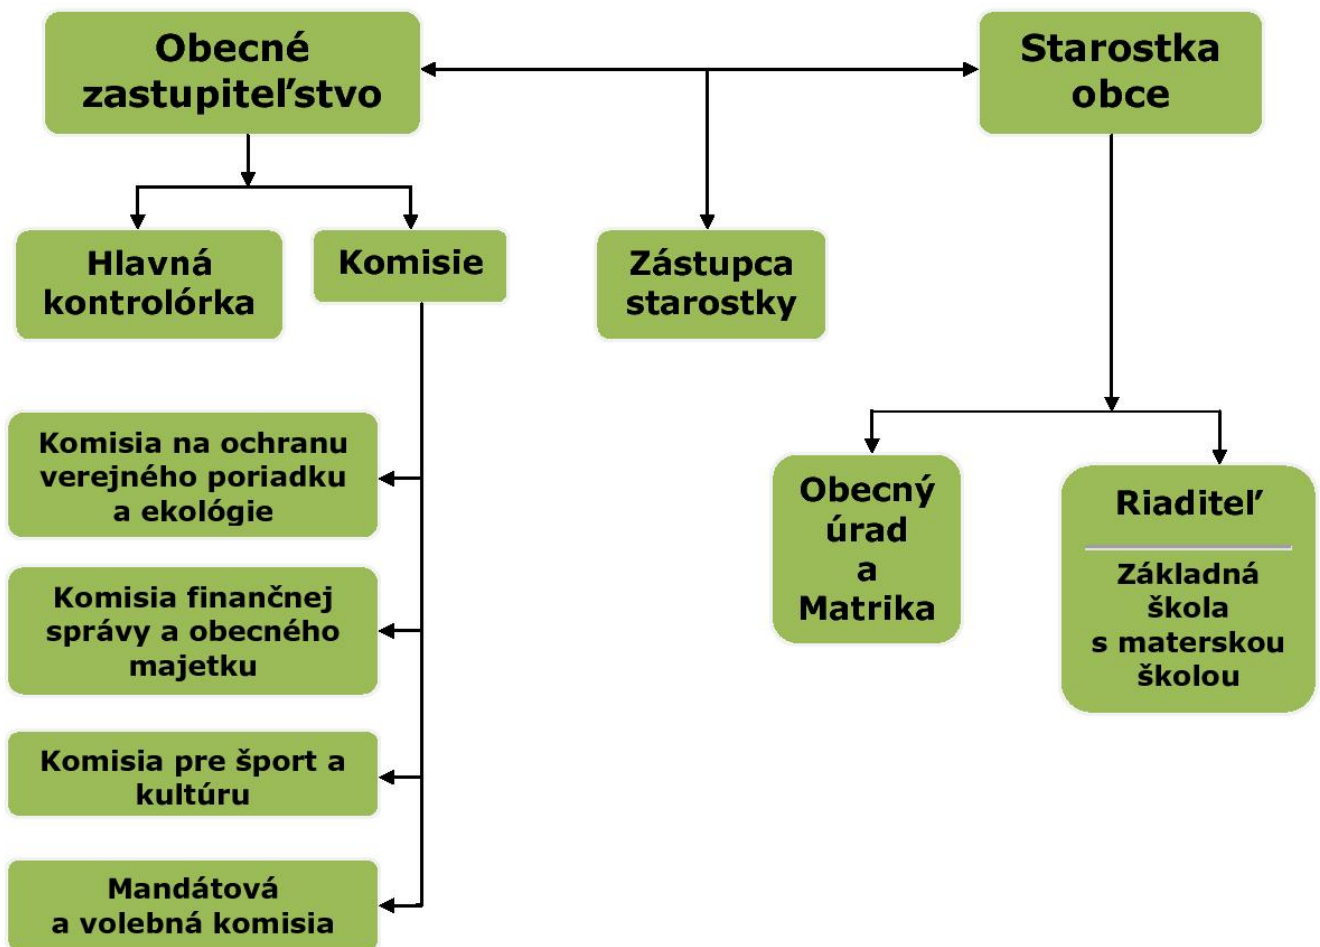 Obecné
zastupiteľstvo
Starostka
obce
Hlavná
kontrolórka
Komisie
Zástupca
starostky
Komisia na ochranu
verejného poriadku
a ekológie
Komisia finančnej
správy a obecného
majetku
Komisia pre šport a
kultúru
Mandátová
a volebná komisia
Obecný
úrad
a
Matrika
Riaditeľ
Základná
škola
s materskou
školou